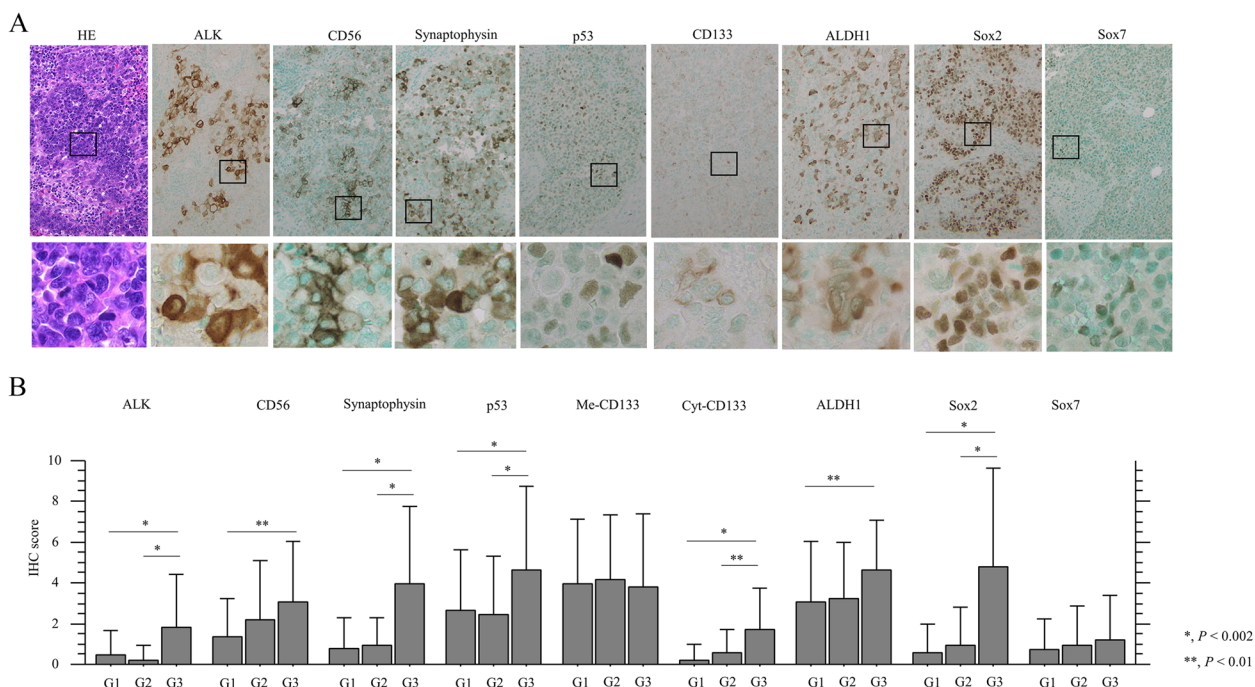 A
HE ALK CD56 Synaptophysin p53 CD133 ALDH1 Sox2 Sox7
B
ALK CD56 Synaptophysin p53 Me-CD133 Cyt-CD133 ALDH1 Sox2 Sox7
* * ** * * * * * ** ** * *
IHC score
10
8
6
4
2
0
G1 G2 G3 G1 G2 G3 G1 G2 G3 G1 G2 G3 G1 G2 G3 G1 G2 G3 G1 G2 G3 G1 G2 G3 G1 G2 G3
*, P < 0.002
**, P < 0.01